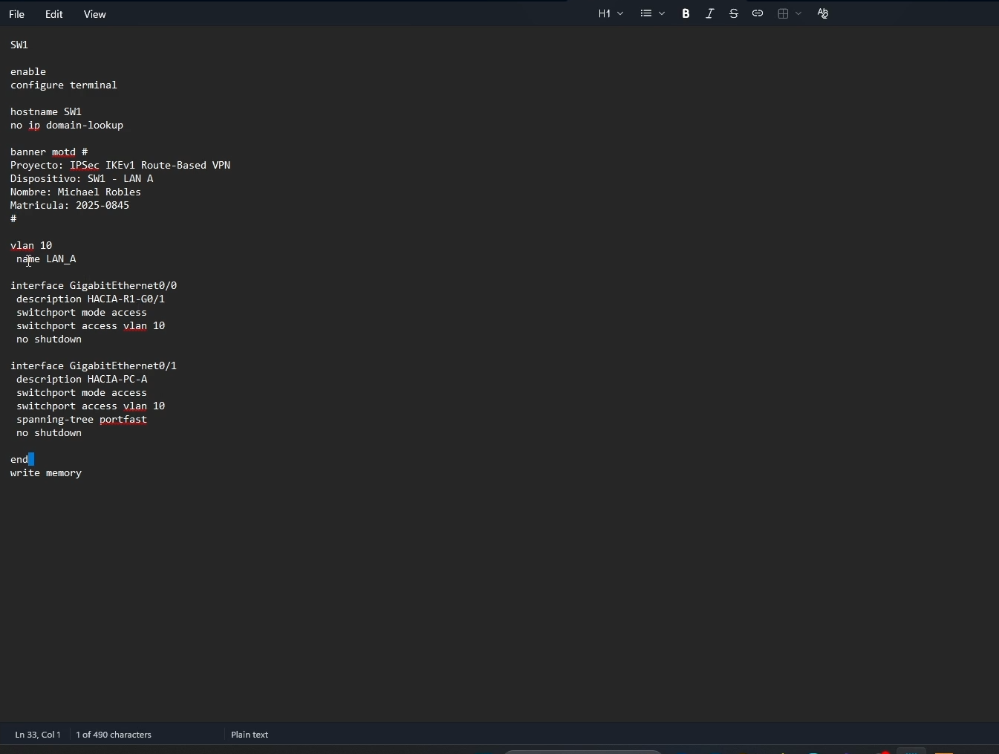 File Edit View H1 B I S
SW1
enable
configure terminal
hostname SW1
no ip domain-lookup
banner motd #
Proyecto: IPSec IKEv1 Route-Based VPN
Dispositivo: SW1 - LAN A
Nombre: Michael Robles
Matricula: 2025-0845
#
vlan 10
name LAN_A
interface GigabitEthernet0/0
description HACIA-R1-G0/1
switchport mode access
switchport access vlan 10
no shutdown
interface GigabitEthernet0/1
description HACIA-PC-A
switchport mode access
switchport access vlan 10
spanning-tree portfast
no shutdown
end
write memory
Ln 33, Col 1 1 of 490 characters Plain text